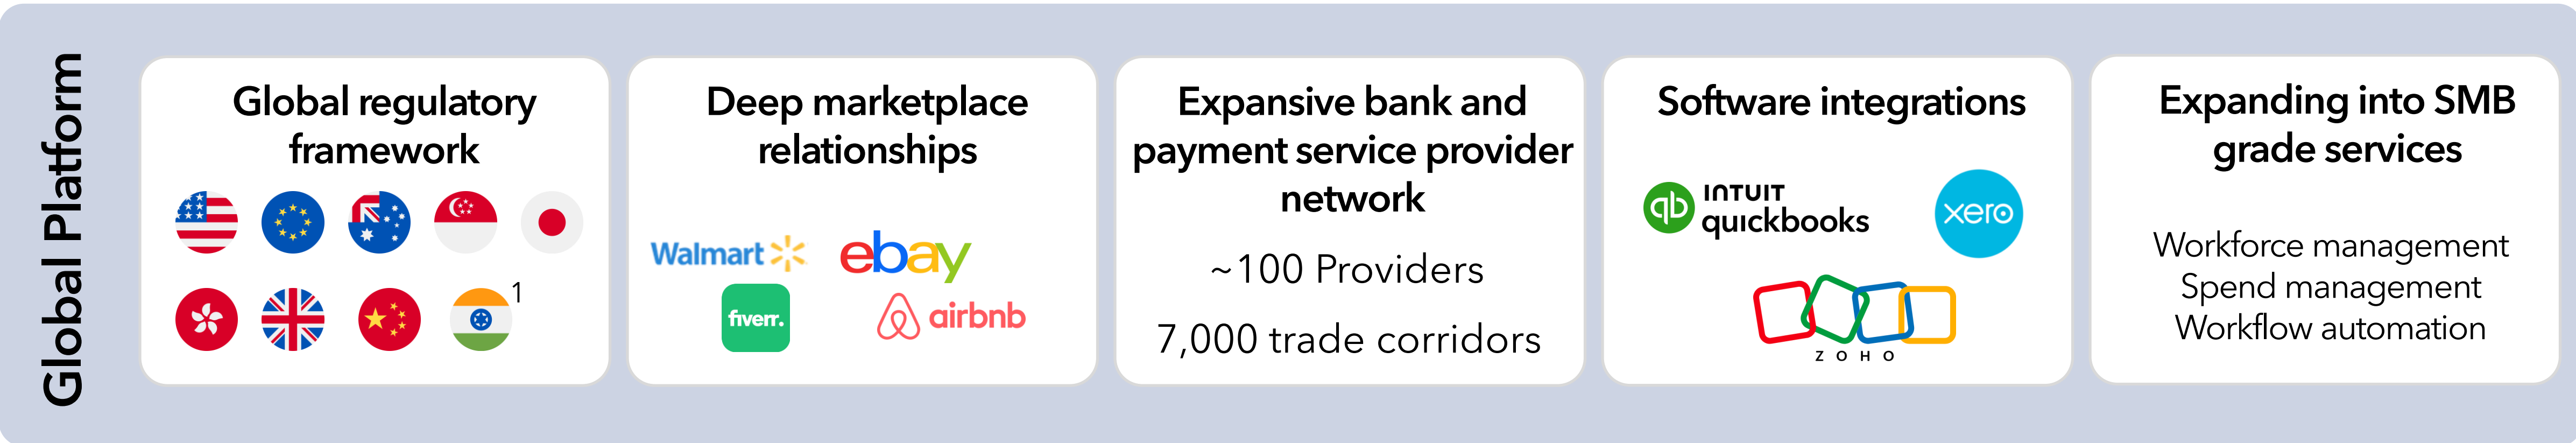 Global Platform
Global regulatory
framework
1
Deep marketplace
relationships
Walmart
ebay
fiverr.
airbnb
Expansive bank and
payment service provider
network
~100 Providers
7,000 trade corridors
Software integrations
qb
INTUIT
quickbooks
xero
ZOHO
Expanding into SMB
grade services
Workforce management
Spend management
Workflow automation